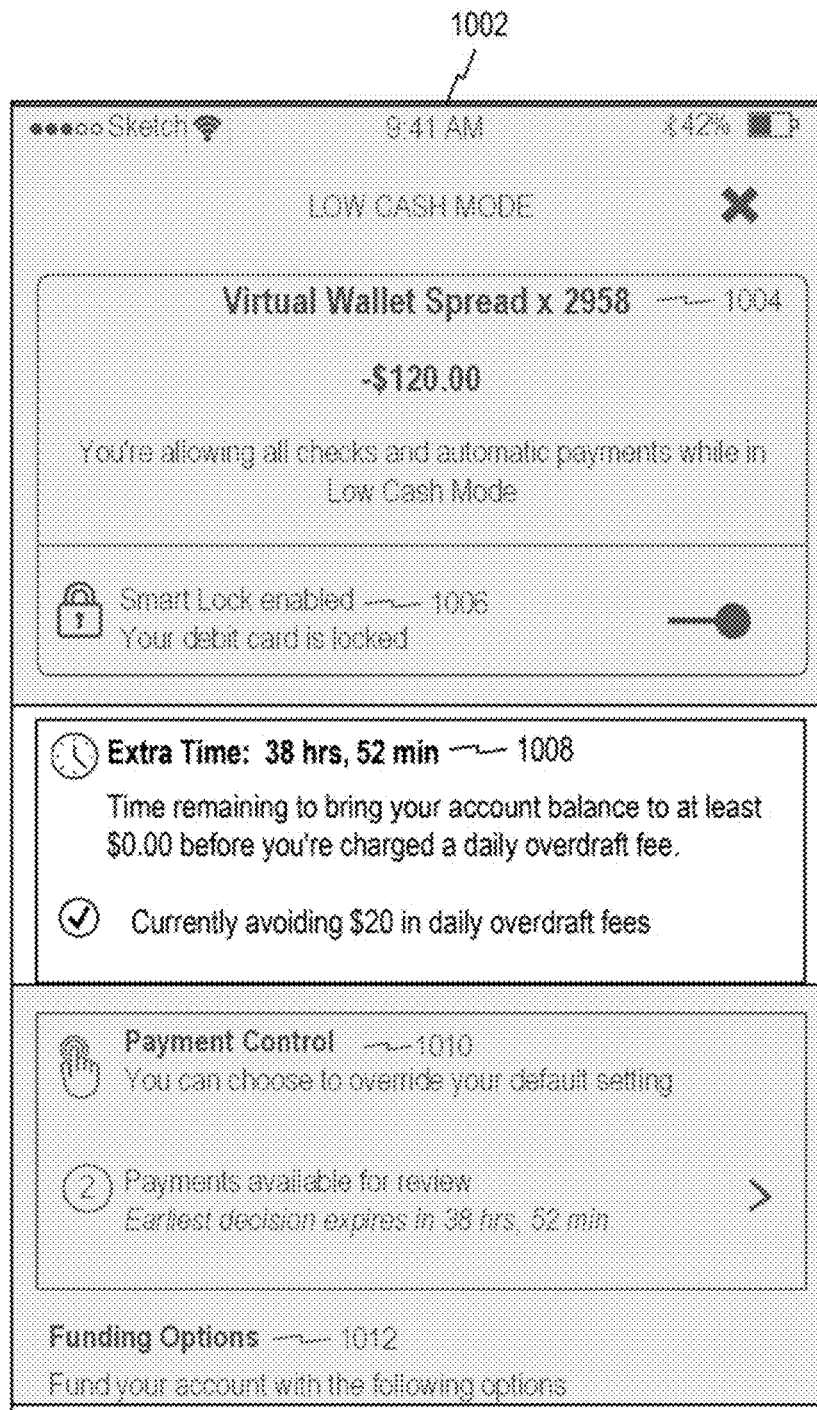 1002
Sketch 9:41 AM 42%
LOW CASH MODE
Virtual Wallet Spread x 2958 1004
-$120.00
You're allowing all checks and automatic payments while in
Low Cash Mode
Smart Lock enabled 1006
Your debit card is locked
Extra Time: 38 hrs, 52 min 1008
Time remaining to bring your account balance to at least
$0.00 before you're charged a daily overdraft fee.
Currently avoiding $20 in daily overdraft fees
Payment Control 1010
You can choose to override your default setting
2 Payments available for review
Earliest decision expires in 38 hrs, 52 min
Funding Options 1012
Fund your account with the following options